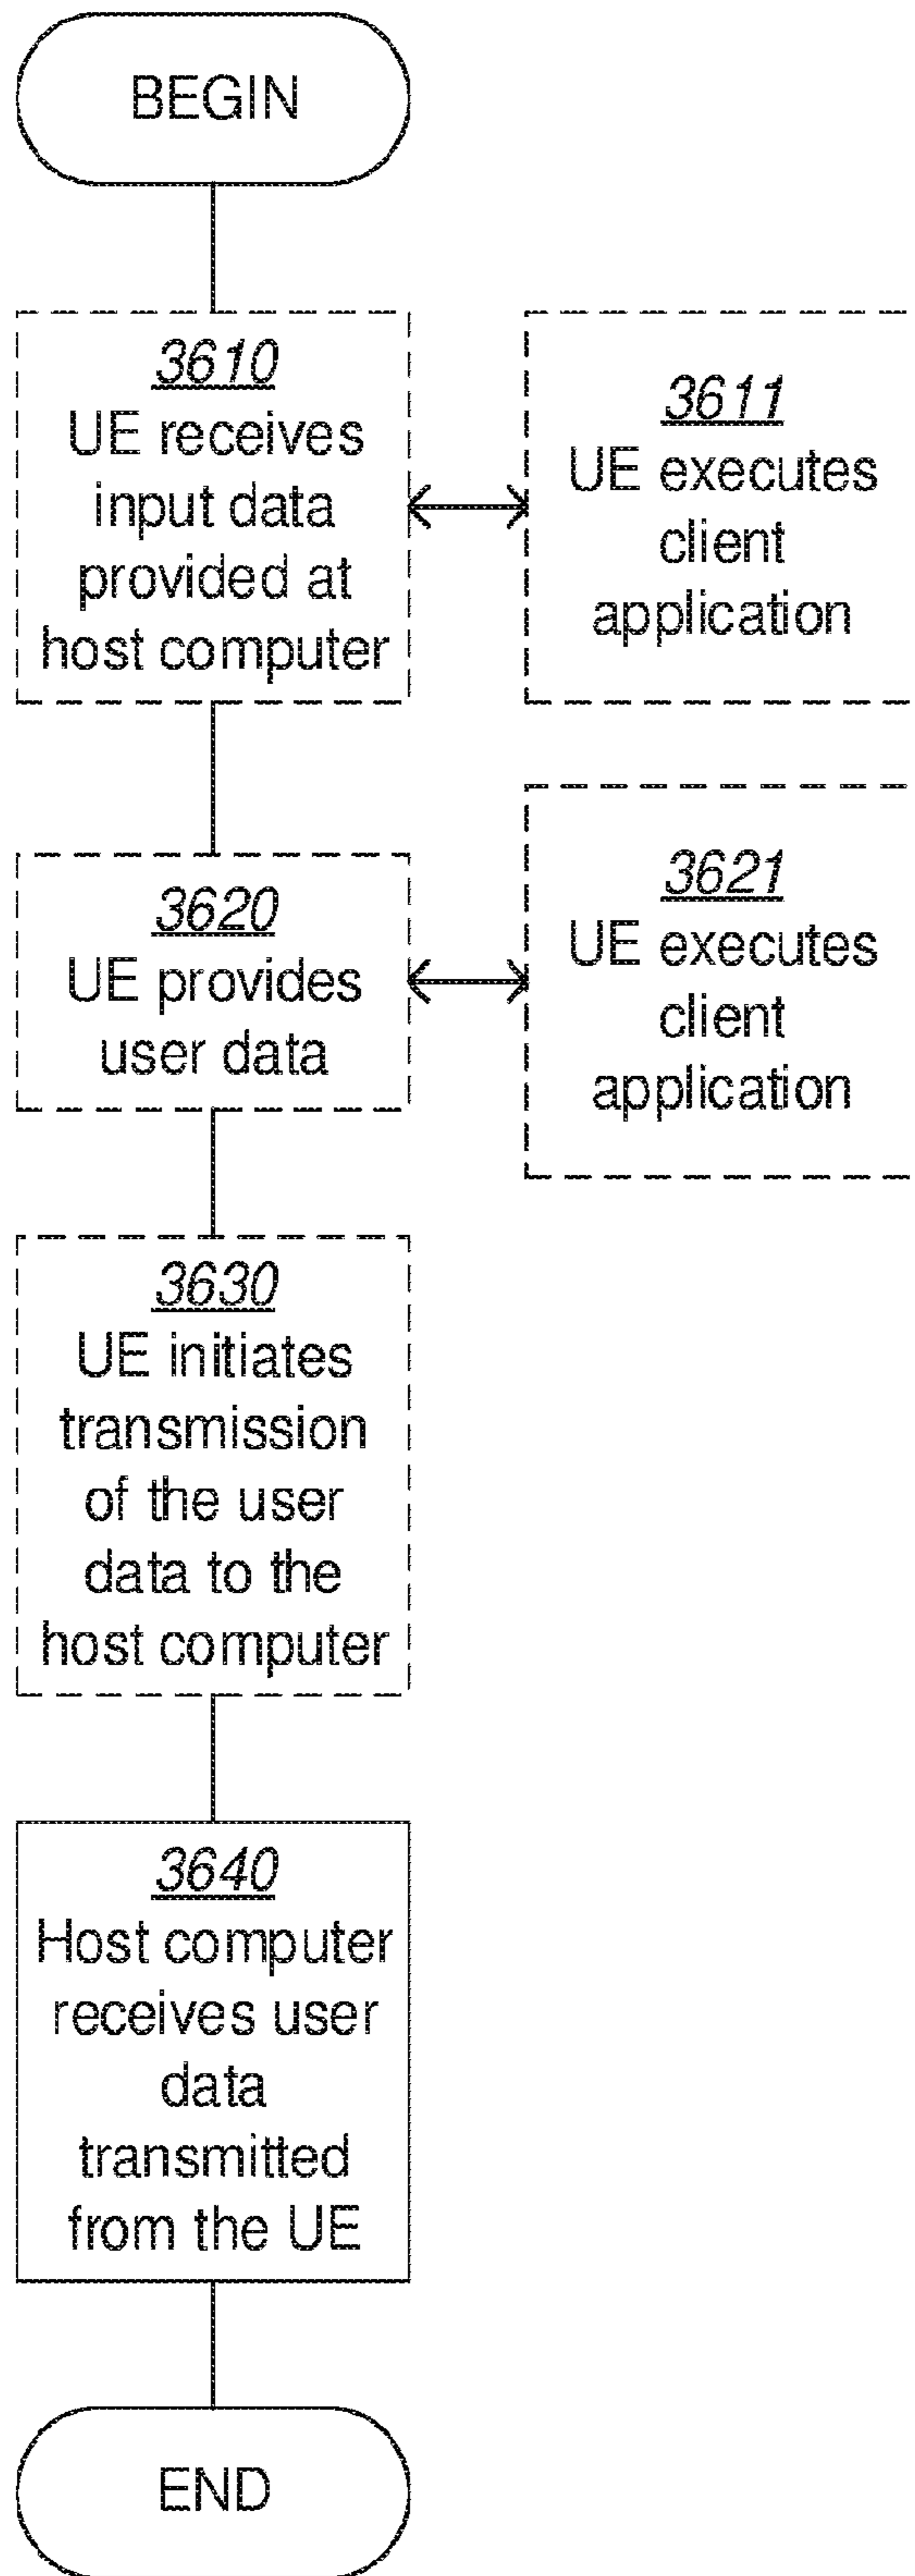 BEGIN
3610
UE receives
input data
provided at
host computer
3611
UE executes
client
application
3620
UE provides
user data
3621
UE executes
client
application
3630
UE initiates
transmission
of the user
data to the
host computer
3640
Host computer
receives user
data
transmitted
from the UE
END